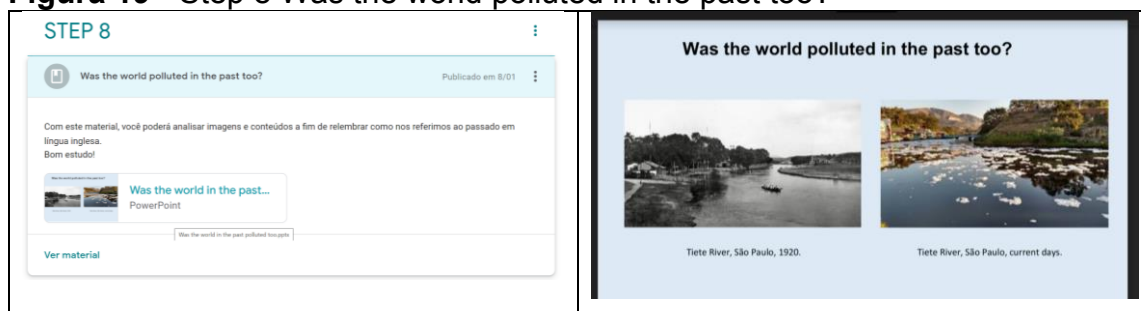 Figura 10 - Step 8 Was the world polluted in the past too?
STEP 8
Was the world polluted in the past too?
Publicado em 8/01
Com este material, você poderá analisar imagens e conteúdos a fim de relembrar como nos referimos ao passado em
língua inglesa.
Bom estudo!
Was the world in the past...
PowerPoint
Was the world in the past polluted too.pptx
Ver material
Was the world polluted in the past too?
Tiete River, São Paulo, 1920.
Tiete River, São Paulo, current days.